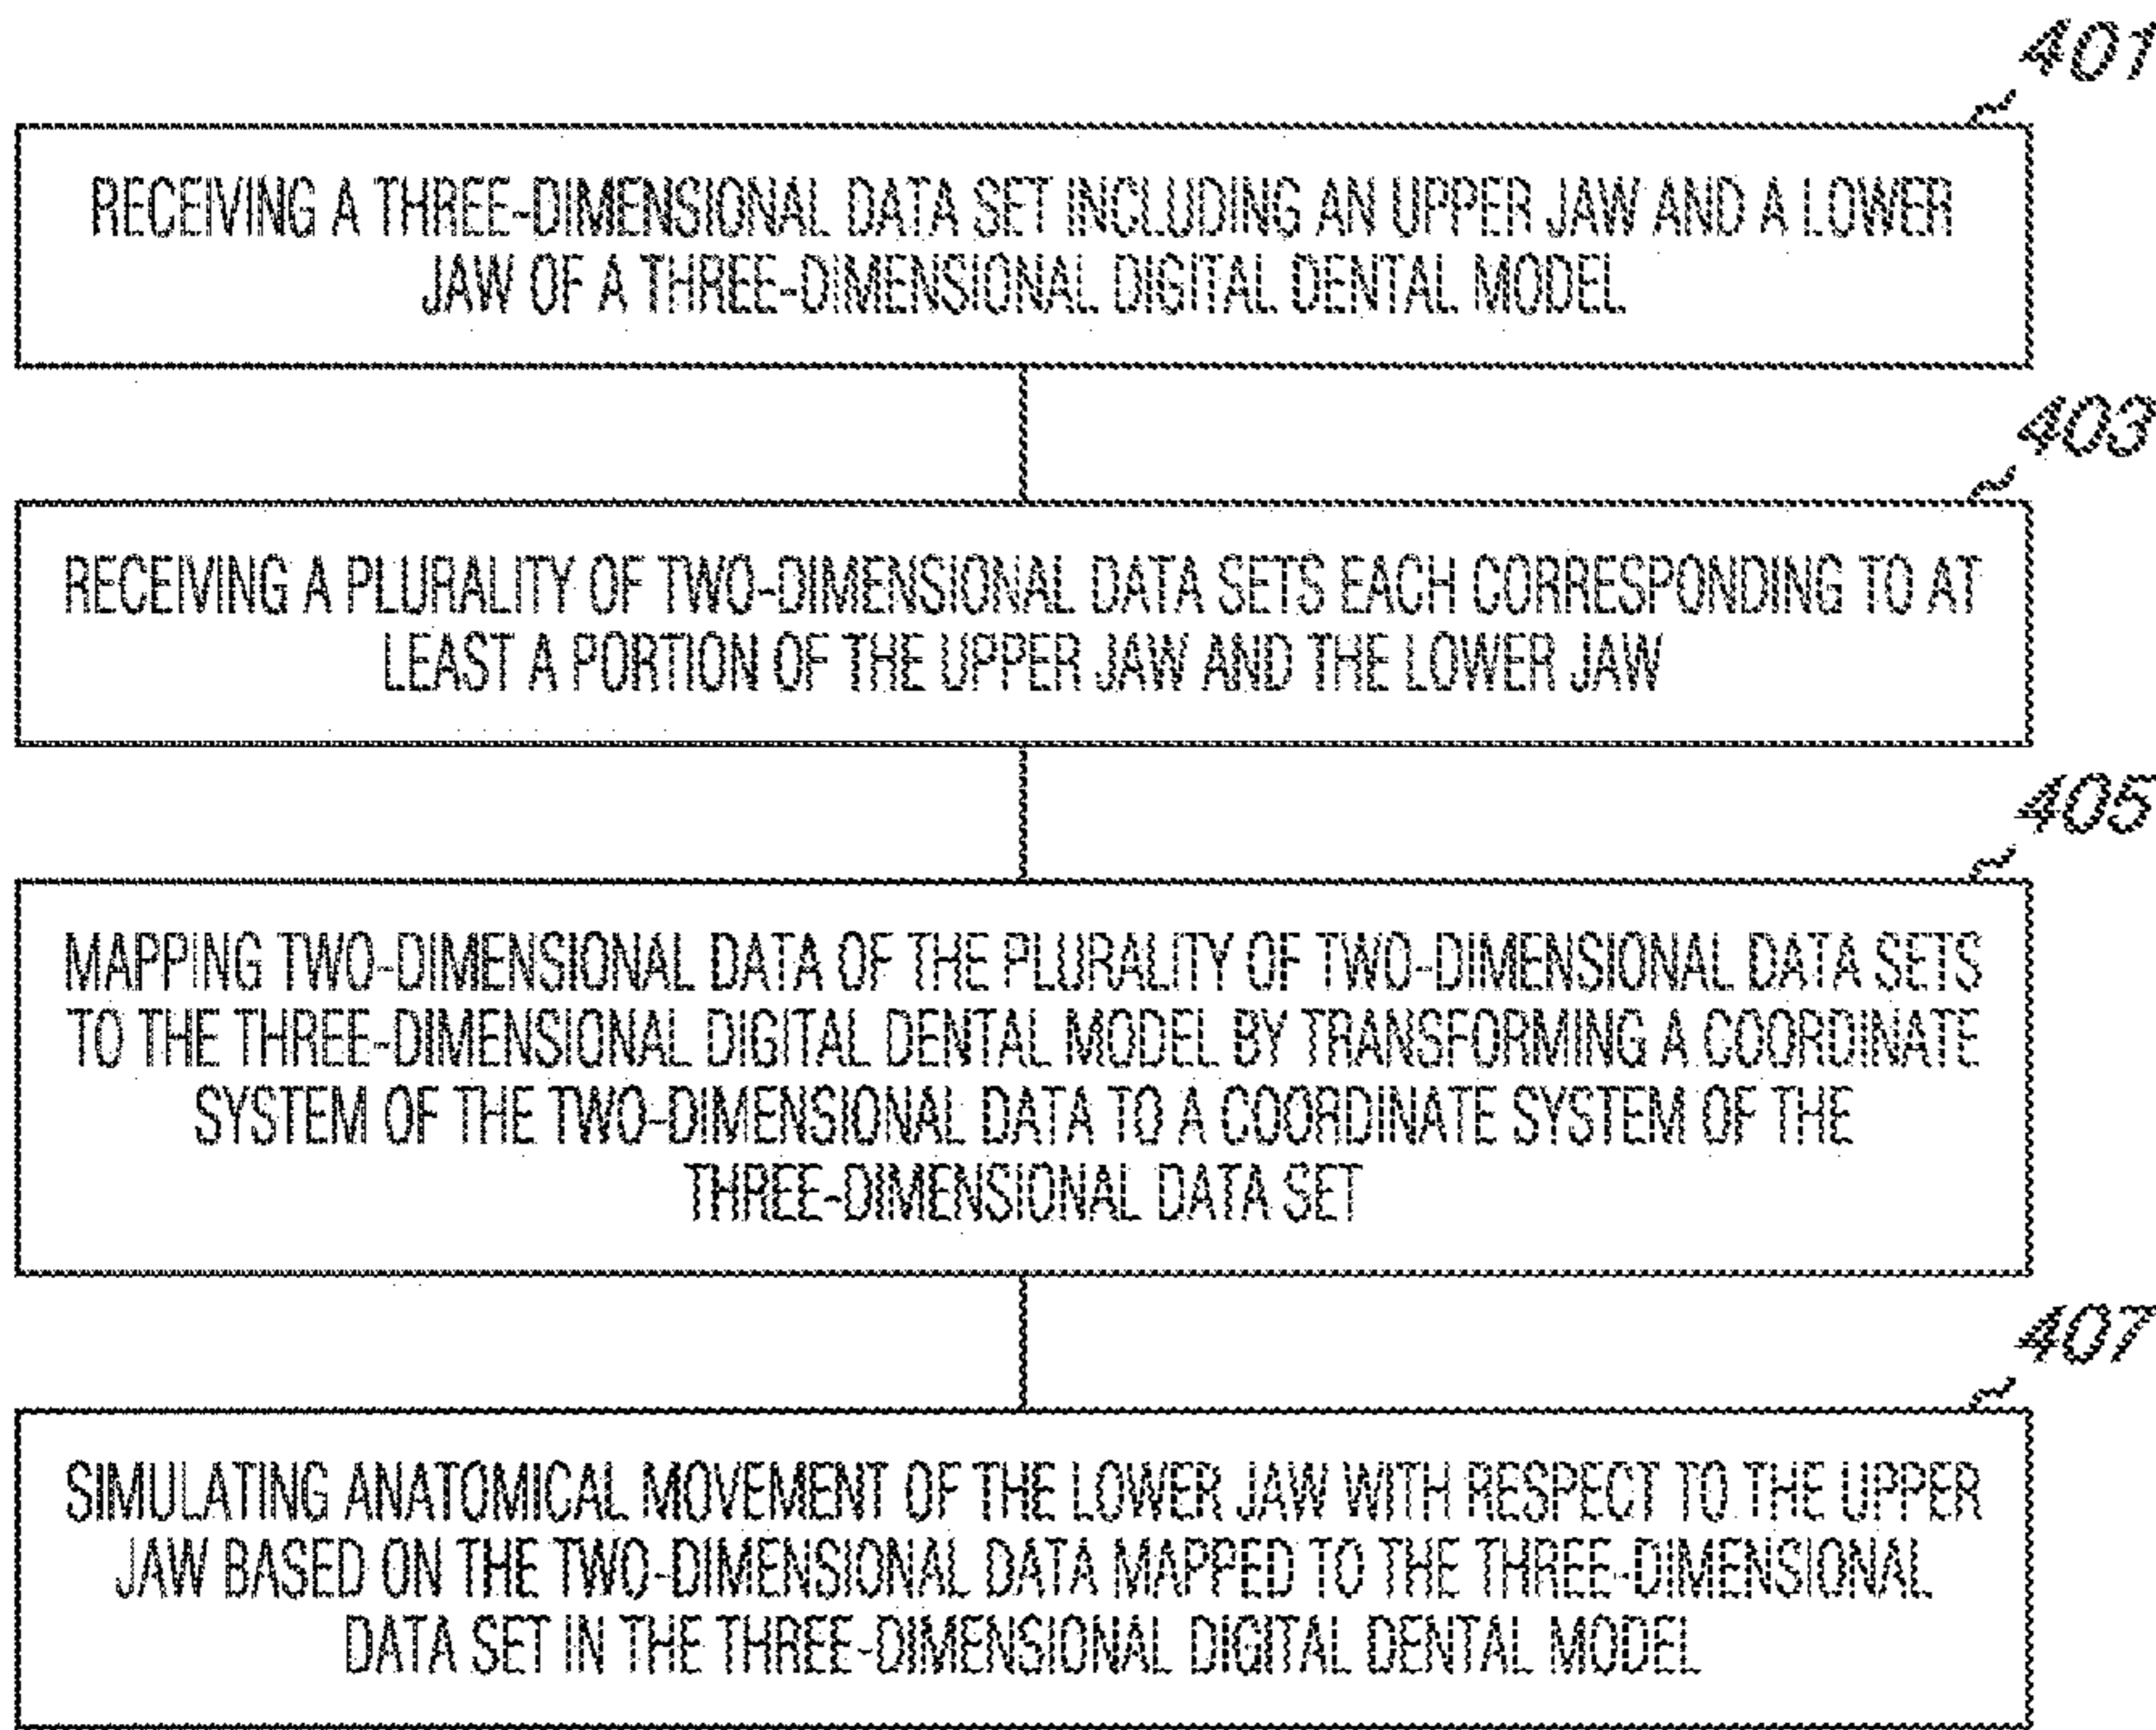 401
RECEIVING A THREE-DIMENSIONAL DATA SET INCLUDING AN UPPER JAW AND A LOWER
JAW OF A THREE-DIMENSIONAL DIGITAL DENTAL MODEL
403
RECEIVING A PLURALITY OF TWO-DIMENSIONAL DATA SETS EACH CORRESPONDING TO AT
LEAST A PORTION OF THE UPPER JAW AND THE LOWER JAW
405
MAPPING TWO-DIMENSIONAL DATA OF THE PLURALITY OF TWO-DIMENSIONAL DATA SETS
TO THE THREE-DIMENSIONAL DIGITAL DENTAL MODEL BY TRANSFORMING A COORDINATE
SYSTEM OF THE TWO-DIMENSIONAL DATA TO A COORDINATE SYSTEM OF THE
THREE-DIMENSIONAL DATA SET
407
SIMULATING ANATOMICAL MOVEMENT OF THE LOWER JAW WITH RESPECT TO THE UPPER
JAW BASED ON THE TWO-DIMENSIONAL DATA MAPPED TO THE THREE-DIMENSIONAL
DATA SET IN THE THREE-DIMENSIONAL DIGITAL DENTAL MODEL